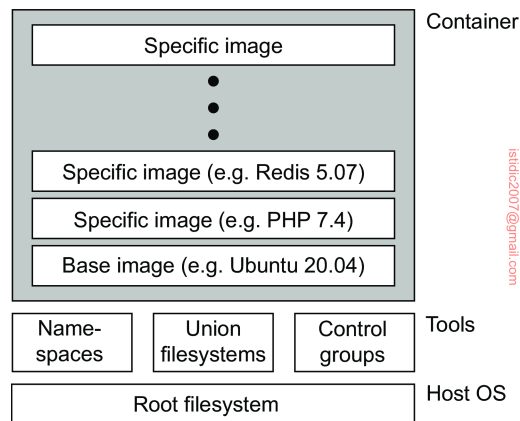 Container
Specific image
Specific image (e.g. Redis 5.07)
Specific image (e.g. PHP 7.4)
Base image (e.g. Ubuntu 20.04)
Name-
spaces
Union
filesystems
Control
groups
Tools
Root filesystem
Host OS
istidic2007@gmail.com